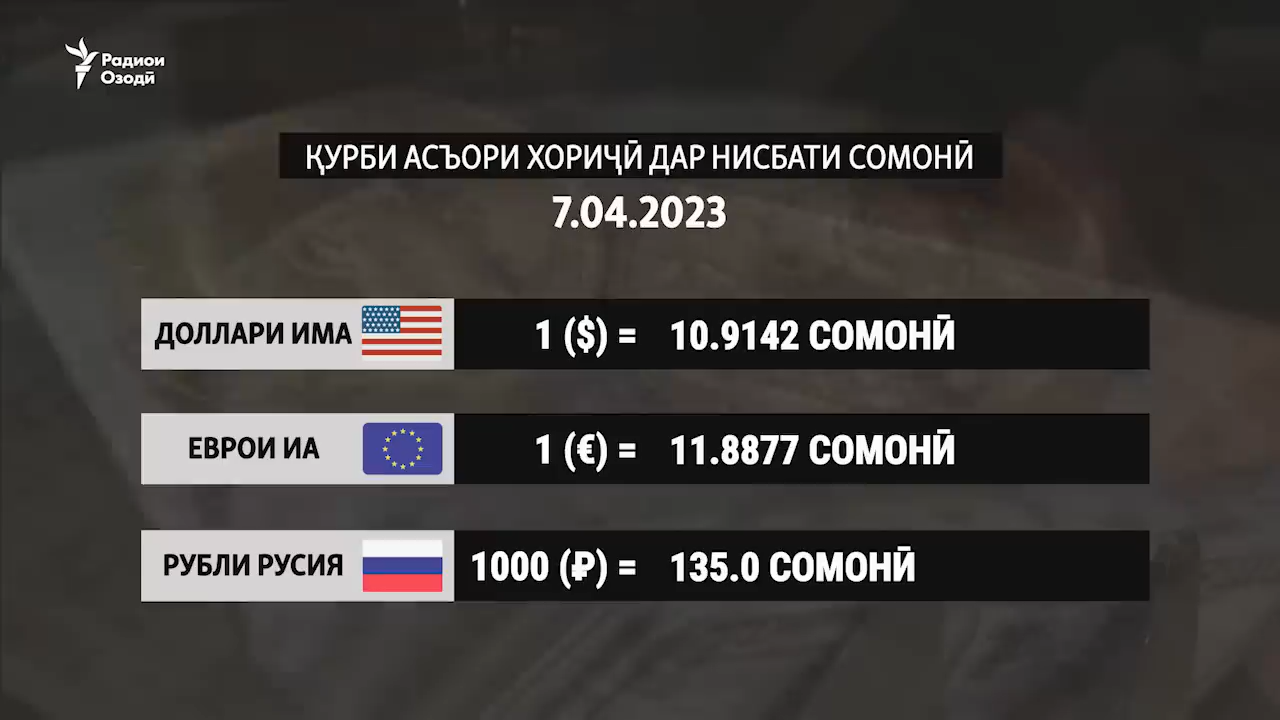 Радиои
Озодӣ
ҚУРБИ АСЪОРИ ХОРИҶӢ ДАР НИСБАТИ СОМОНӢ
7.04.2023
ДОЛЛАРИ ИМА 1 ($) = 10.9142 СОМОНӢ
ЕВРОИ ИА 1 (€) = 11.8877 СОМОНӢ
РУБЛИ РУСИЯ 1000 (₽) = 135.0 СОМОНӢ